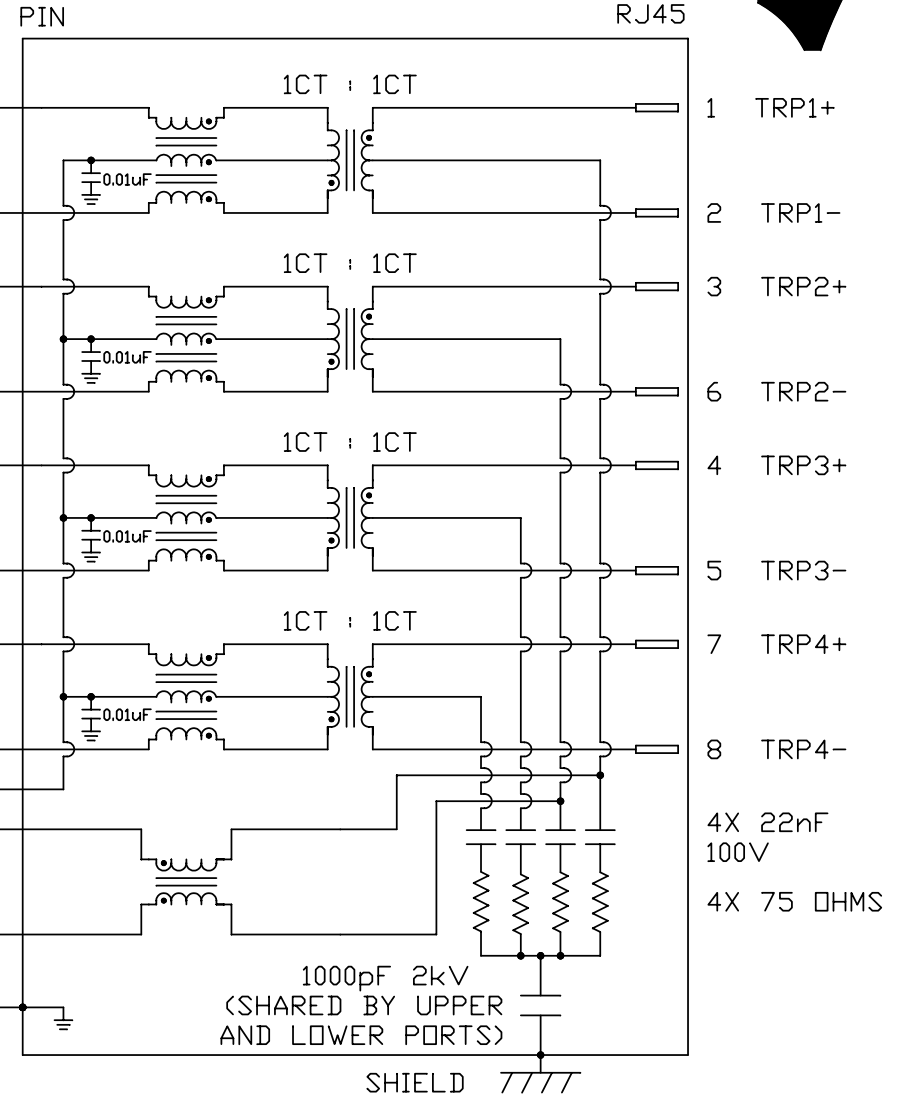 PIN RJ45
1CT : 1CT
1 TRP1+
0.01uF
2 TRP1-
1CT : 1CT
3 TRP2+
0.01uF
6 TRP2-
1CT : 1CT
4 TRP3+
0.01uF
5 TRP3-
1CT : 1CT
7 TRP4+
0.01uF
8 TRP4-
4X 22nF
100V
4X 75 OHMS
1000pF 2kV
(SHARED BY UPPER
AND LOWER PORTS)
SHIELD